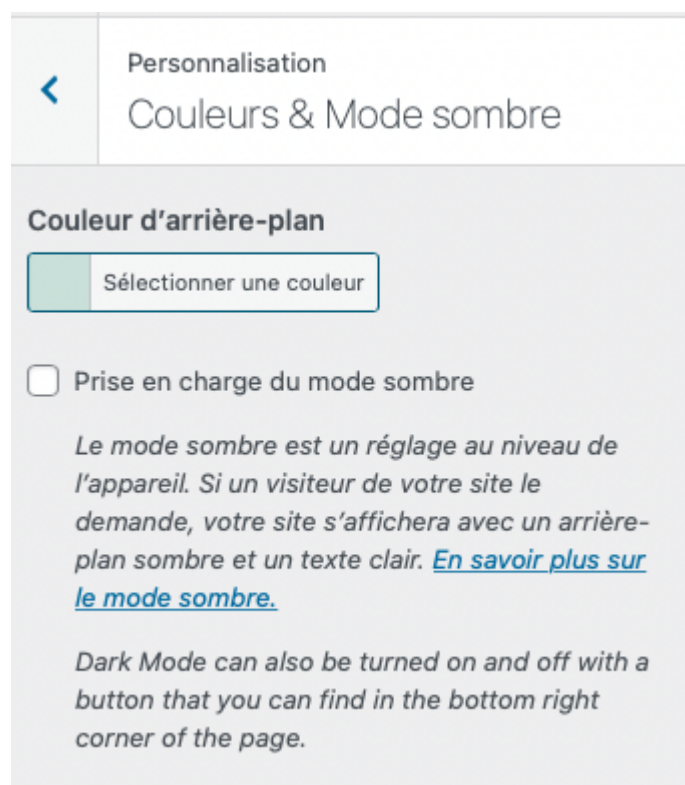 Personnalisation
Couleurs & Mode sombre
Couleur d’arrière-plan
Sélectionner une couleur
Prise en charge du mode sombre
Le mode sombre est un réglage au niveau de
l’appareil. Si un visiteur de votre site le
demande, votre site s’affichera avec un arrière-
plan sombre et un texte clair. En savoir plus sur
le mode sombre.
Dark Mode can also be turned on and off with a
button that you can find in the bottom right
corner of the page.